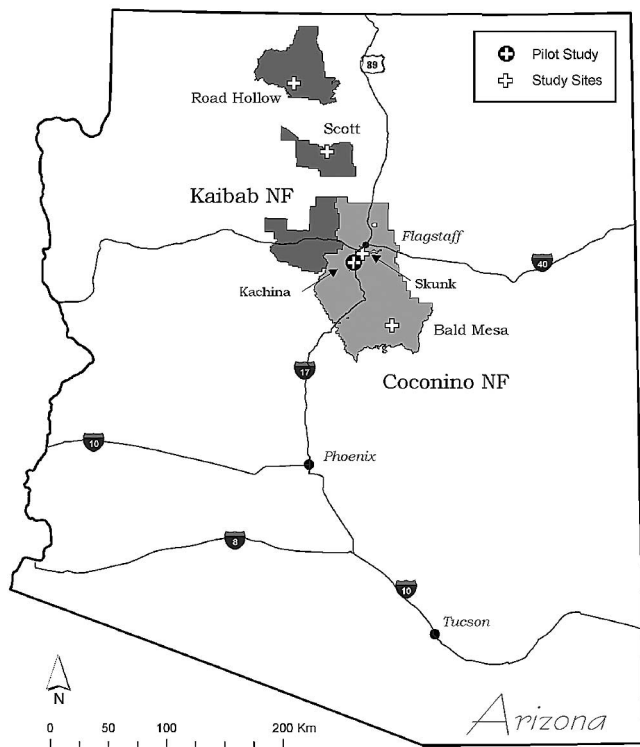 Pilot Study
Study Sites
89
Road Hollow
Scott
Kaibab NF
Flagstaff
40
Kachina
Skunk
Bald Mesa
Coconino NF
17
10
Phoenix
8
10
Tucson
N
Arizona
0 50 100 200 Km